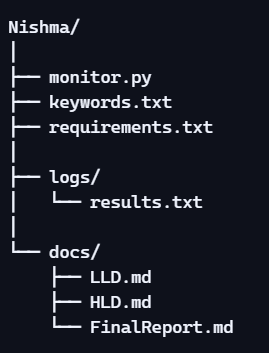 Nishma/
│
├── monitor.py
├── keywords.txt
├── requirements.txt
│
├── logs/
│   └── results.txt
│
└── docs/
    ├── LLD.md
    ├── HLD.md
    └── FinalReport.md